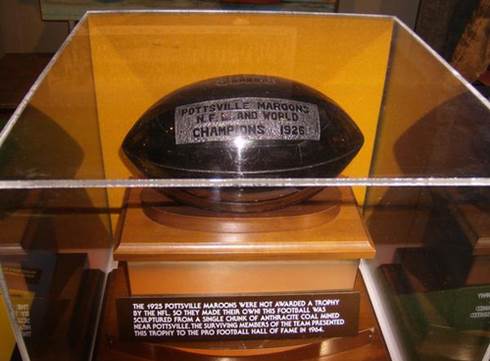 POTTSVILLE MAROONS
N.F.L. AND WORLD
CHAMPIONS 1925
THE 1925 POTTSVILLE MAROONS WERE NOT AWARDED A TROPHY
BY THE NFL, SO THEY MADE THEIR OWN! THIS FOOTBALL WAS
SCULPTURED FROM A SINGLE CHUNK OF ANTHRACITE COAL MINED
NEAR POTTSVILLE. THE SURVIVING MEMBERS OF THE TEAM PRESENTED
THIS TROPHY TO THE PRO FOOTBALL HALL OF FAME IN 1964.